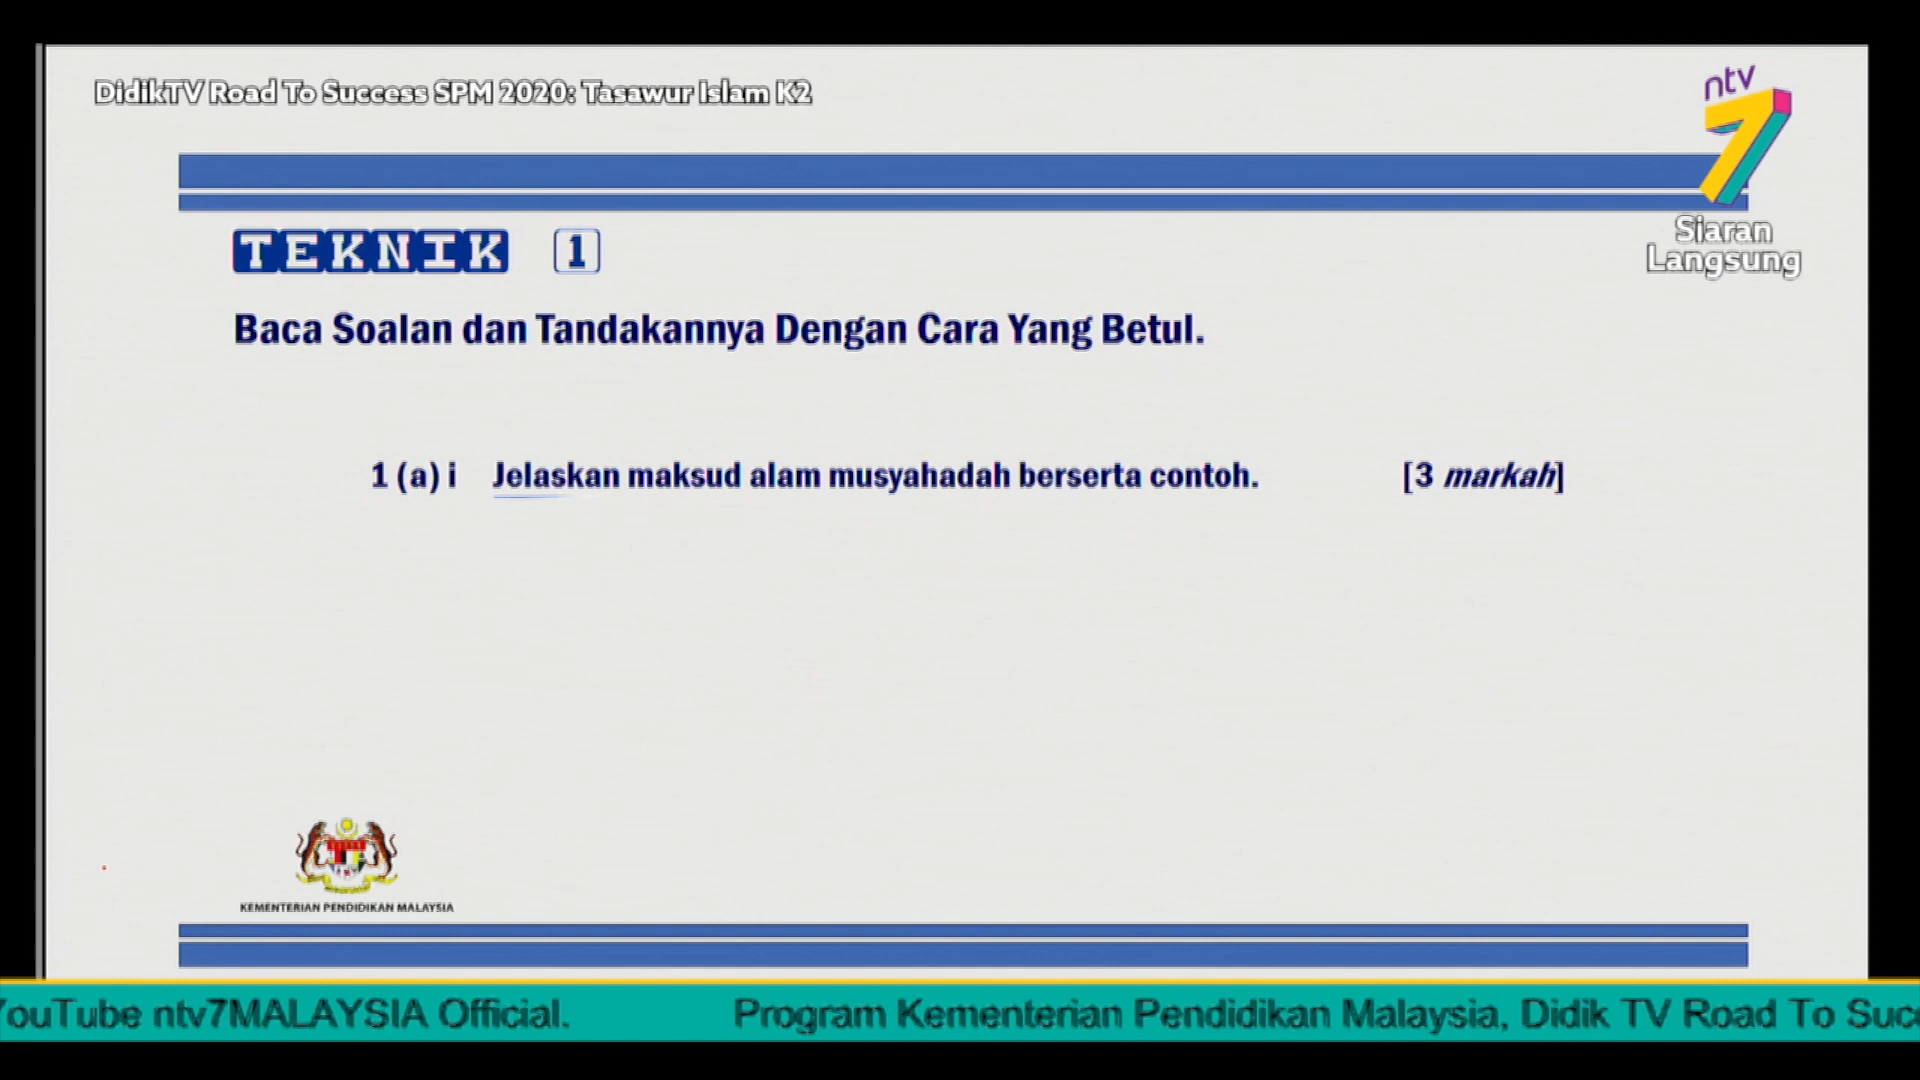 DidikTV Road To Success SPM 2020: Tasawur Islam K2
ntv
7
Siaran
Langsung
TEKNIK 1
Baca Soalan dan Tandakannya Dengan Cara Yang Betul.
1 (a) i Jelaskan maksud alam musyahadah berserta contoh. [3 markah]
KEMENTERIAN PENDIDIKAN MALAYSIA
YouTube ntv7MALAYSIA Official. Program Kementerian Pendidikan Malaysia, Didik TV Road To Succ